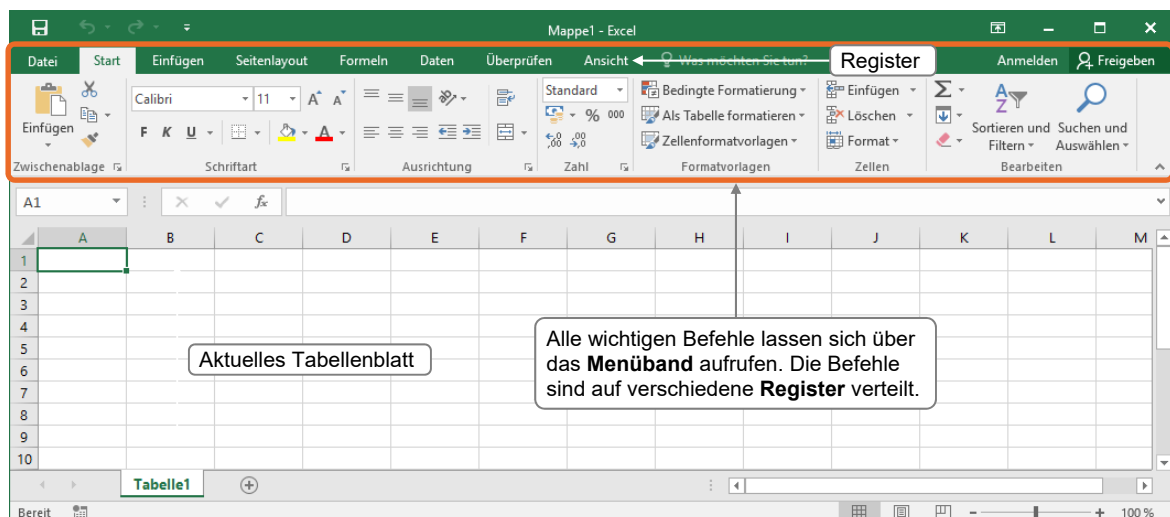 Mappe1 - Excel
Datei Start Einfügen Seitenlayout Formeln Daten Überprüfen Ansicht Was möchten Sie tun? Register Anmelden Freigeben
Calibri 11 A A Standard Bedingte Formatierung Einfügen
Einfügen F K U A % 000 Als Tabelle formatieren Löschen Sortieren und Suchen und
,00 ,00 Zellenformatvorlagen Format Filtern Auswählen
Zwischenablage Schriftart Ausrichtung Zahl Formatvorlagen Zellen Bearbeiten
A1 fx
A B C D E F G H I J K L M
1
2
3
4
5
6
7
8
9
10
Aktuelles Tabellenblatt
Alle wichtigen Befehle lassen sich über
das Menüband aufrufen. Die Befehle
sind auf verschiedene Register verteilt.
Tabelle1
Bereit 100 %